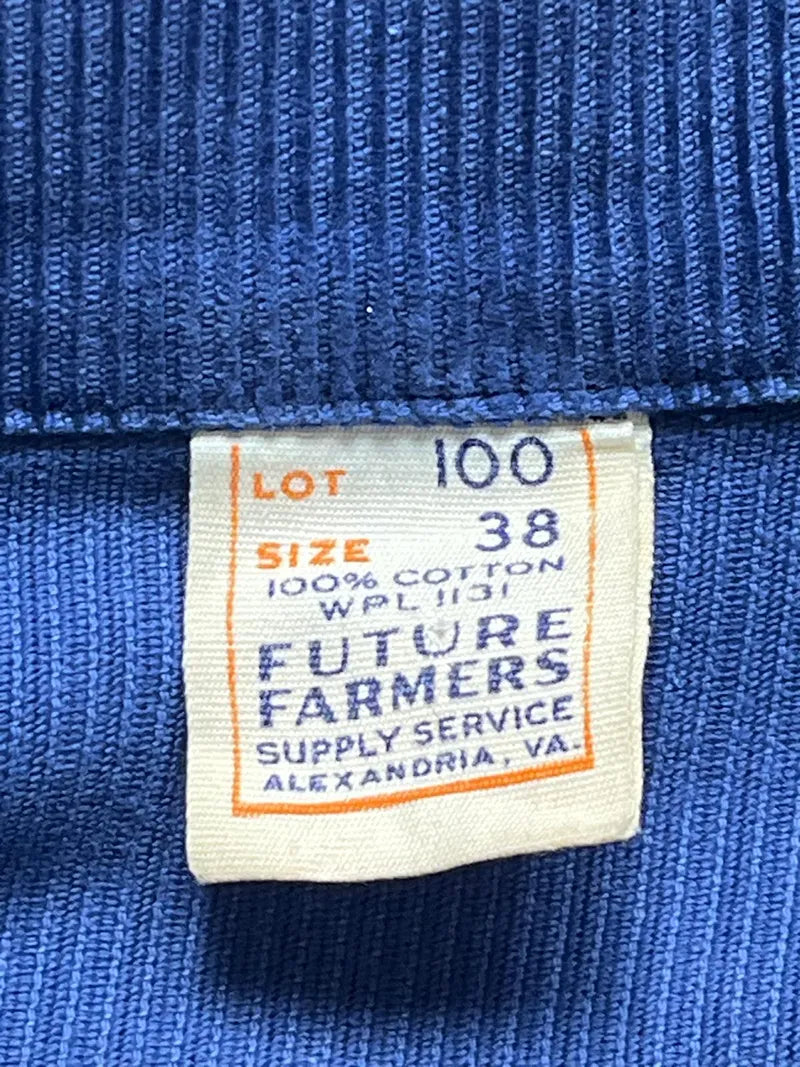 LOT 100
SIZE 38
100% COTTON
WPL 1131
FUTURE
FARMERS
SUPPLY SERVICE
ALEXANDRIA, VA.